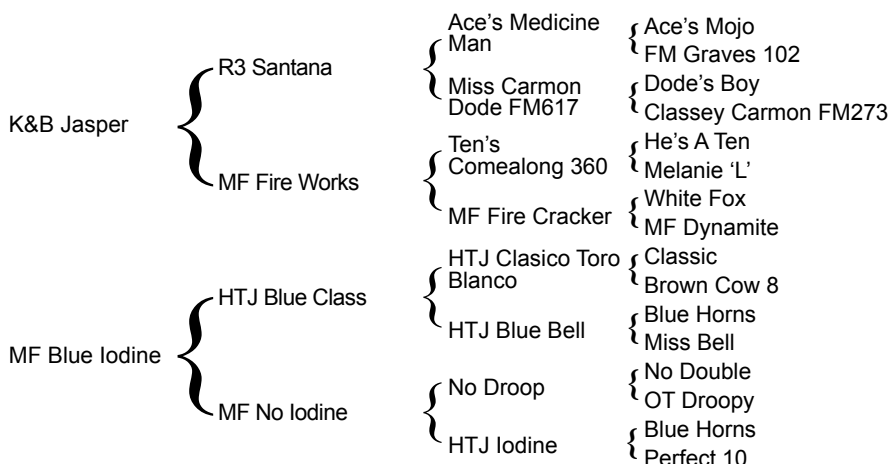 K&B Jasper
R3 Santana
MF Fire Works
Ace’s Medicine
Man
Miss Carmon
Dode FM617
Ten’s
Comealong 360
MF Fire Cracker
Ace’s Mojo
FM Graves 102
Dode’s Boy
Classey Carmon FM273
He’s A Ten
Melanie ‘L’
White Fox
MF Dynamite
MF Blue Iodine
HTJ Blue Class
MF No Iodine
HTJ Clasico Toro
Blanco
HTJ Blue Bell
No Droop
HTJ Iodine
Classic
Brown Cow 8
Blue Horns
Miss Bell
No Double
OT Droopy
Blue Horns
Perfect 10